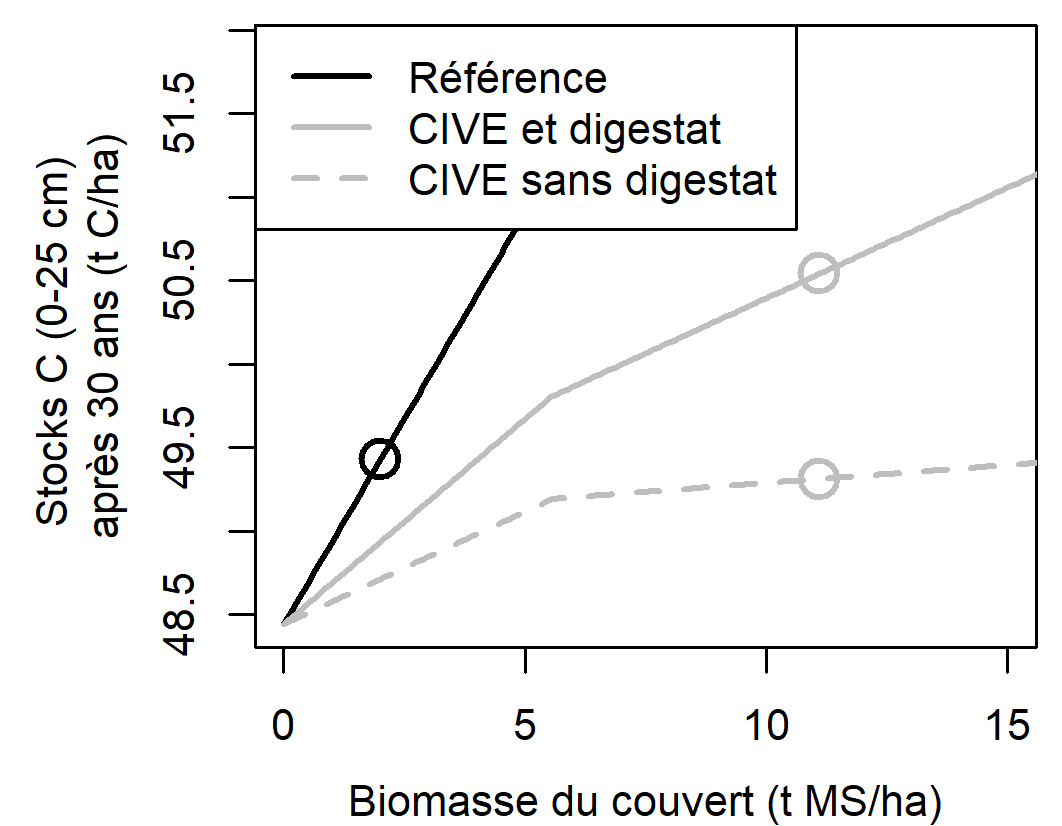 Référence
CIVE et digestat
CIVE sans digestat
Stocks C (0-25 cm)
après 30 ans (t C/ha)
51.5
50.5
49.5
48.5
0 5 10 15
Biomasse du couvert (t MS/ha)